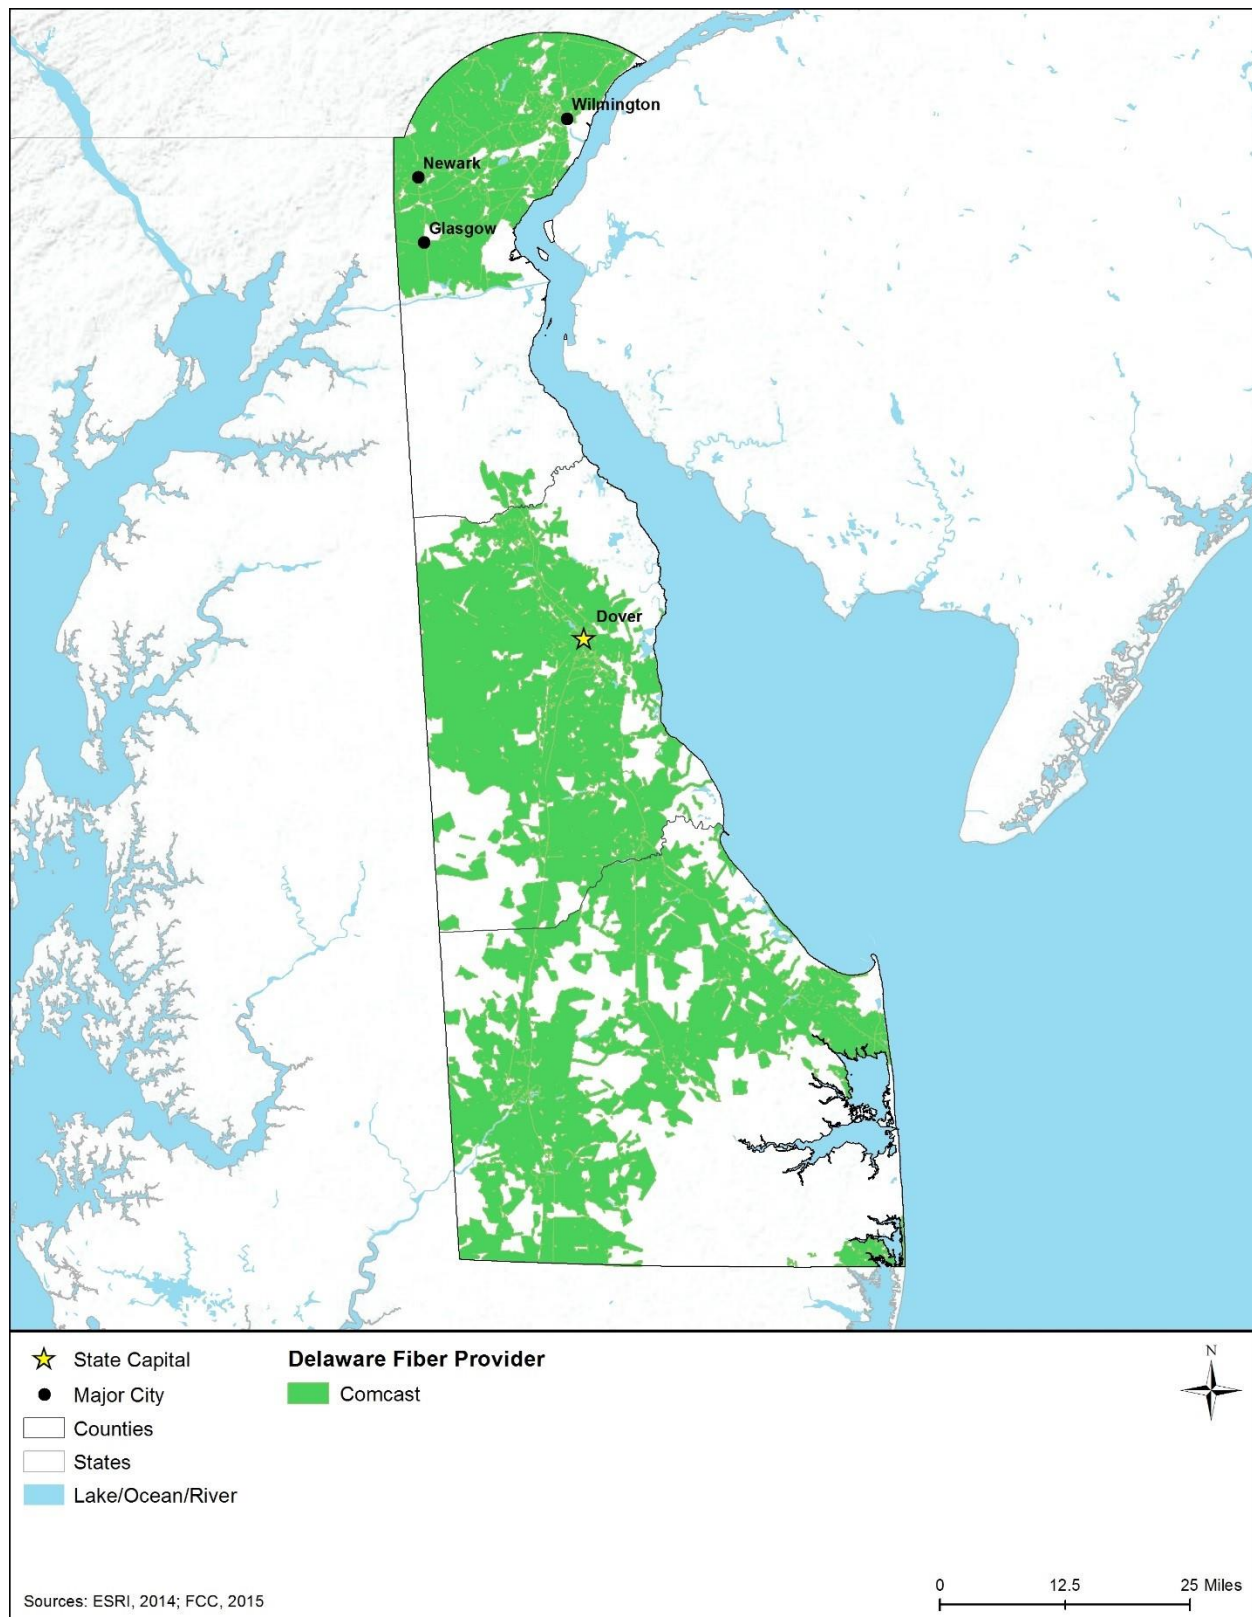 Wilmington
Newark
Glasgow
Dover
State Capital
Major City
Counties
States
Lake/Ocean/River
Delaware Fiber Provider
Comcast
N
Sources: ESRI, 2014; FCC, 2015
0 12.5 25 Miles